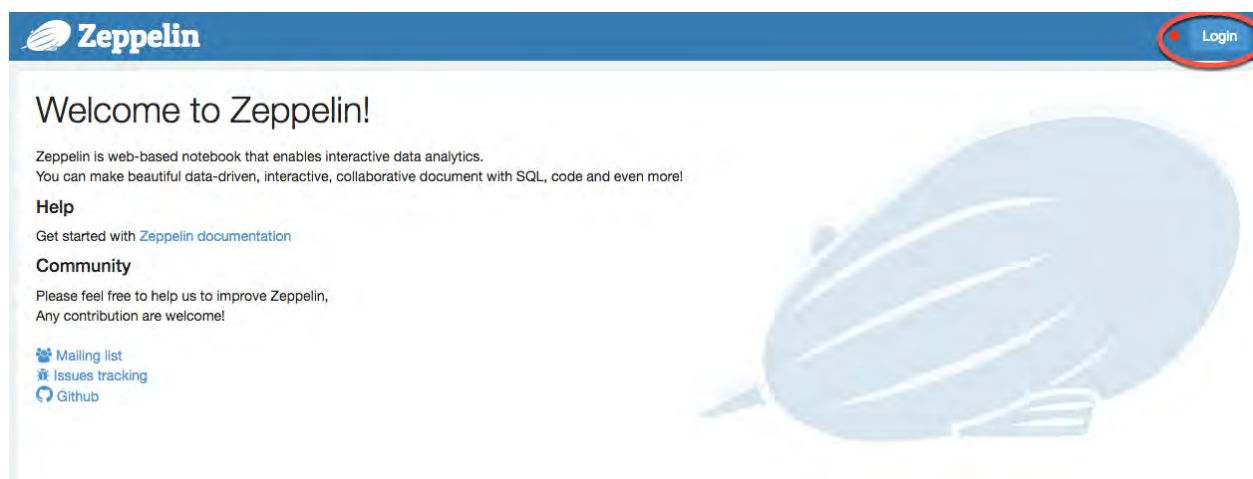 Zeppelin
Login
Welcome to Zeppelin!
Zeppelin is web-based notebook that enables interactive data analytics.
You can make beautiful data-driven, interactive, collaborative document with SQL, code and even more!
Help
Get started with Zeppelin documentation
Community
Please feel free to help us to improve Zeppelin,
Any contribution are welcome!
Mailing list
Issues tracking
Github